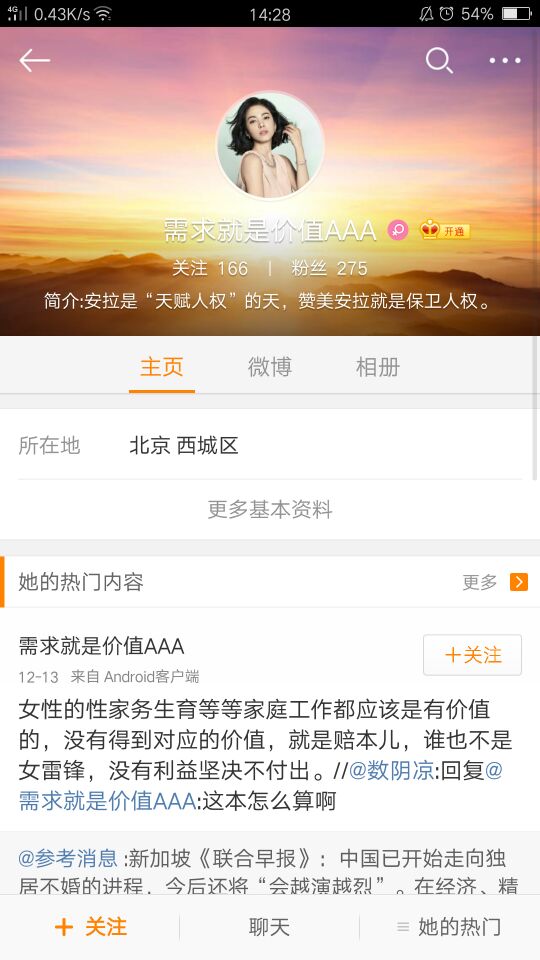 4G 0.43K/s 14:28 54%
需求就是价值AAA 开通
关注 166 | 粉丝 275
简介:安拉是“天赋人权”的天，赞美安拉就是保卫人权。
主页 微博 相册
所在地 北京 西城区
更多基本资料
她的热门内容 更多
需求就是价值AAA
+关注
12-13 来自 Android客户端
女性的性家务生育等等家庭工作都应该是有价值
的，没有得到对应的价值，就是赔本儿，谁也不是
女雷锋，没有利益坚决不付出。//@数阴凉:回复@
需求就是价值AAA:这本怎么算啊
@参考消息 :新加坡《联合早报》：中国已开始走向独
居不婚的进程，今后还将“会越演越烈”。在经济、精
+ 关注 聊天 她的热门